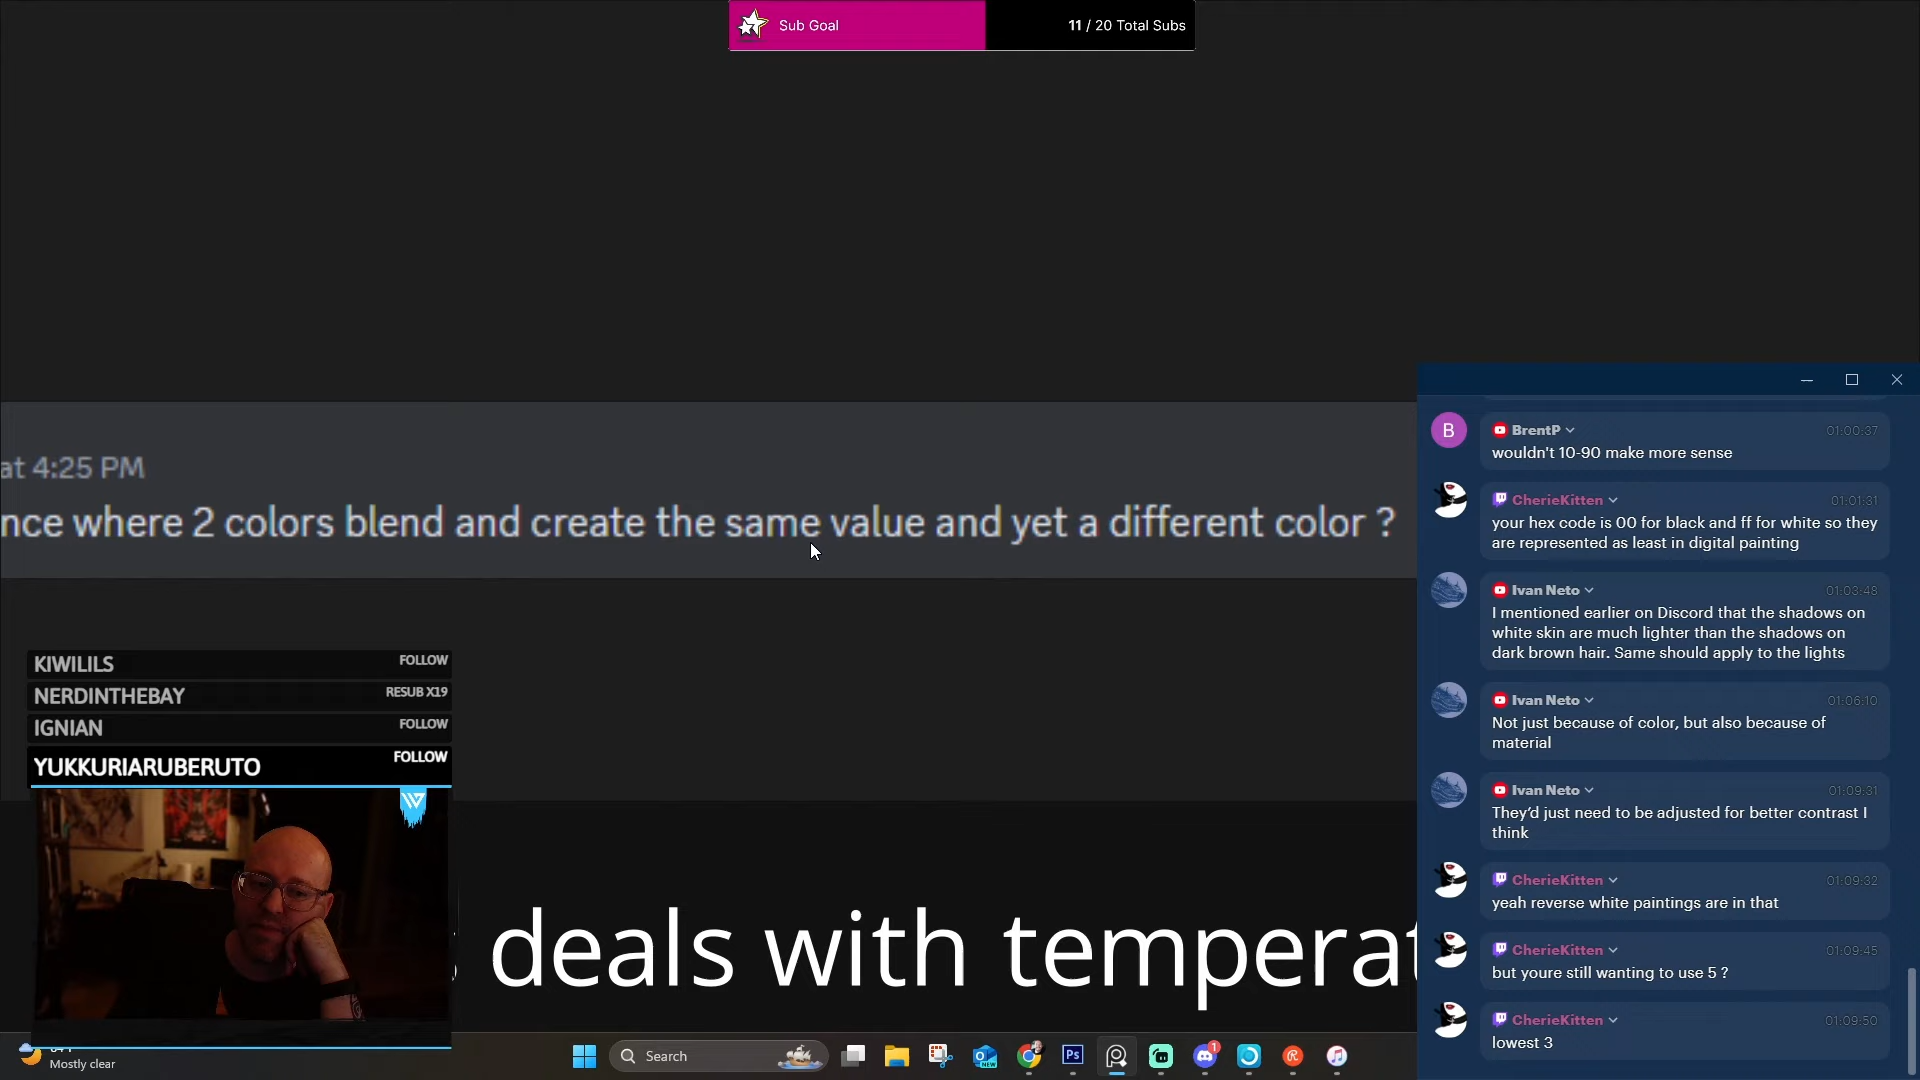 Sub Goal
11 / 20 Total Subs
at 4:25 PM
nce where 2 colors blend and create the same value and yet a different color ?
KIWILILS FOLLOW
NERDINTHEBAY RESUB X19
IGNIAN FOLLOW
YUKKURIARUBERUTO FOLLOW
deals with temperat
B
BrentP 01:00:37
wouldn't 10-90 make more sense
CherieKitten 01:01:31
your hex code is 00 for black and ff for white so they
are represented as least in digital painting
Ivan Neto 01:03:48
I mentioned earlier on Discord that the shadows on
white skin are much lighter than the shadows on
dark brown hair. Same should apply to the lights
Ivan Neto 01:06:10
Not just because of color, but also because of
material
Ivan Neto 01:09:31
They'd just need to be adjusted for better contrast I
think
CherieKitten 01:09:32
yeah reverse white paintings are in that
CherieKitten 01:09:45
but youre still wanting to use 5 ?
CherieKitten 01:09:50
lowest 3
Mostly clear
Search
NEW
Ps
1